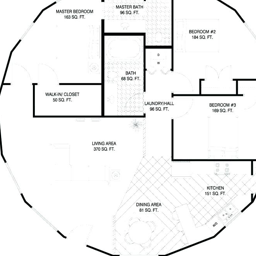 MASTER BATH
96 SQ. FT.
MASTER BEDROOM
163 SQ. FT.
BEDROOM #2
184 SQ. FT.
BATH
68 SQ. FT.
WALK-IN CLOSET
50 SQ. FT.
LAUNDRY/HALL
96 SQ. FT.
BEDROOM #3
168 SQ. FT.
LIVING AREA
370 SQ. FT.
KITCHEN
151 SQ. FT.
DINING AREA
81 SQ. FT.